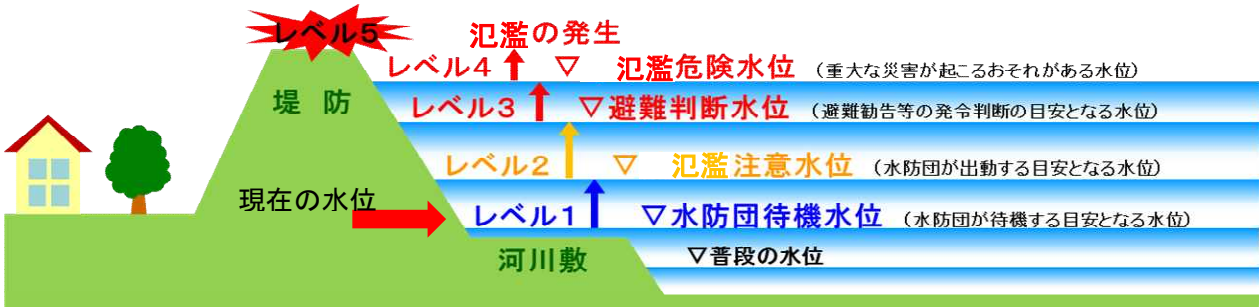 レベル5 氾濫の発生
レベル4 ▽ 氾濫危険水位 (重大な災害が起こるおそれがある水位)
堤 防
レベル3 ▽避難判断水位 (避難勧告等の発令判断の目安となる水位)
レベル2 ▽ 氾濫注意水位 (水防団が出動する目安となる水位)
現在の水位
レベル1 ▽水防団待機水位 (水防団が待機する目安となる水位)
河川敷 ▽普段の水位